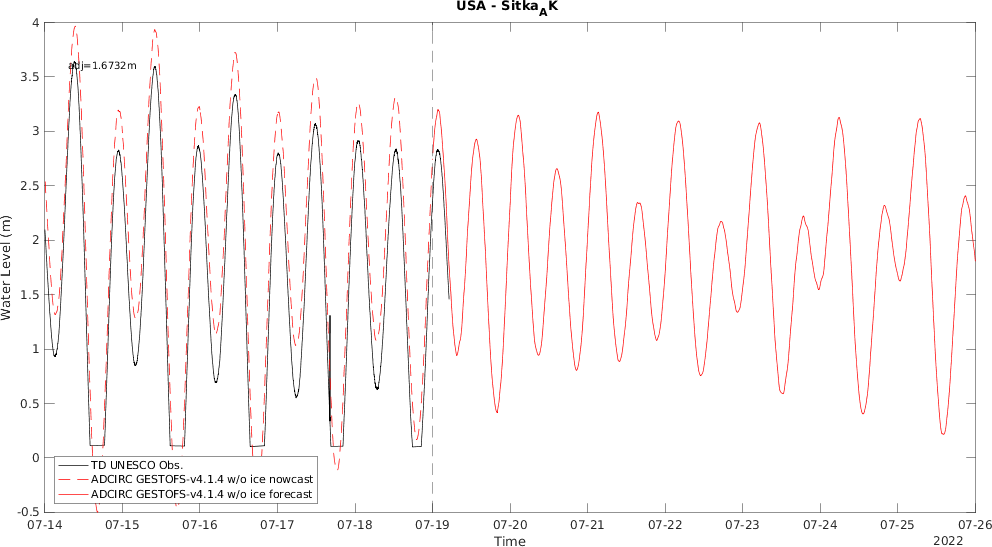 USA - Sitka_AK
4
3.5
3
2.5
2
1.5
1
0.5
0
-0.5
Water Level (m)
adj=1.6732m
TD UNESCO Obs.
ADCIRC GESTOFS-v4.1.4 w/o ice nowcast
ADCIRC GESTOFS-v4.1.4 w/o ice forecast
07-14 07-15 07-16 07-17 07-18 07-19 07-20 07-21 07-22 07-23 07-24 07-25 07-26
Time
2022